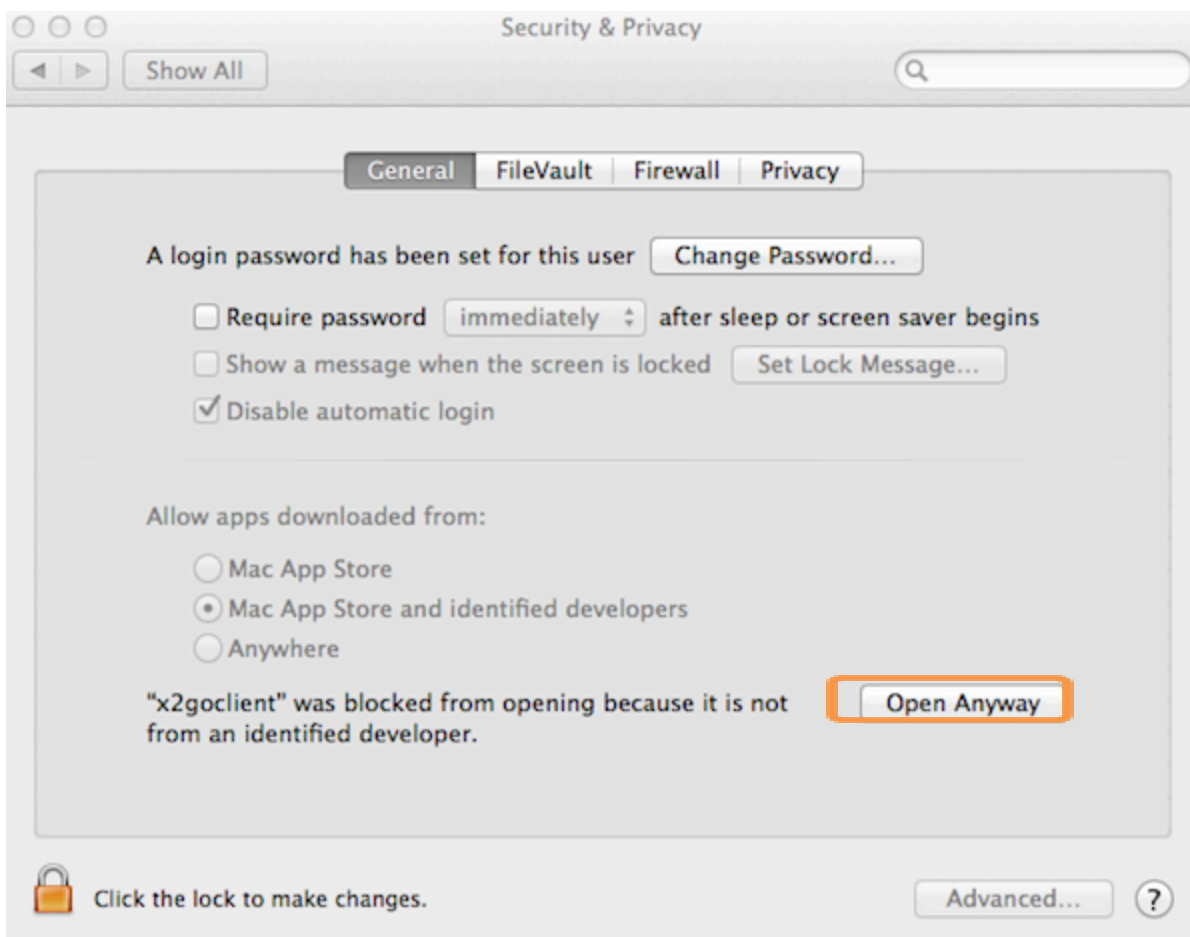 Security & Privacy
Show All
General FileVault Firewall Privacy
A login password has been set for this user Change Password...
Require password immediately after sleep or screen saver begins
Show a message when the screen is locked Set Lock Message...
Disable automatic login
Allow apps downloaded from:
Mac App Store
Mac App Store and identified developers
Anywhere
“x2goclient” was blocked from opening because it is not Open Anyway
from an identified developer.
Click the lock to make changes. Advanced... ?